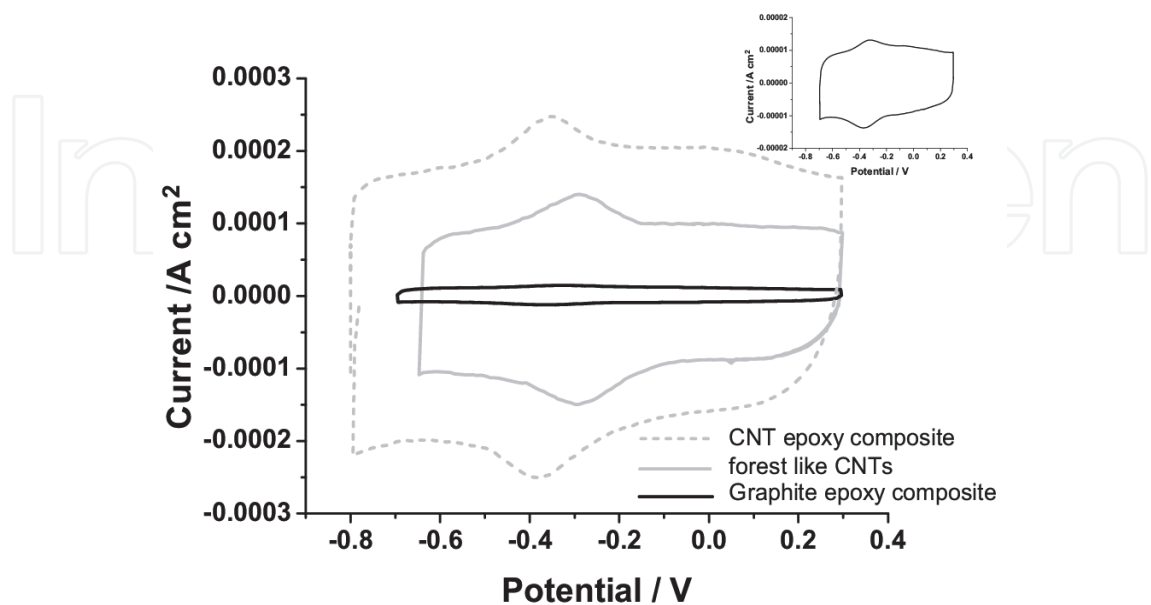 0.00002
0.00001
0.00000
-0.00001
-0.00002
Current /A cm²
-0.8 -0.6 -0.4 -0.2 0.0 0.2 0.4
Potential / V
0.0003
0.0002
0.0001
0.0000
-0.0001
-0.0002
-0.0003
Current /A cm²
CNT epoxy composite
forest like CNTs
Graphite epoxy composite
-0.8 -0.6 -0.4 -0.2 0.0 0.2 0.4
Potential / V
In
en